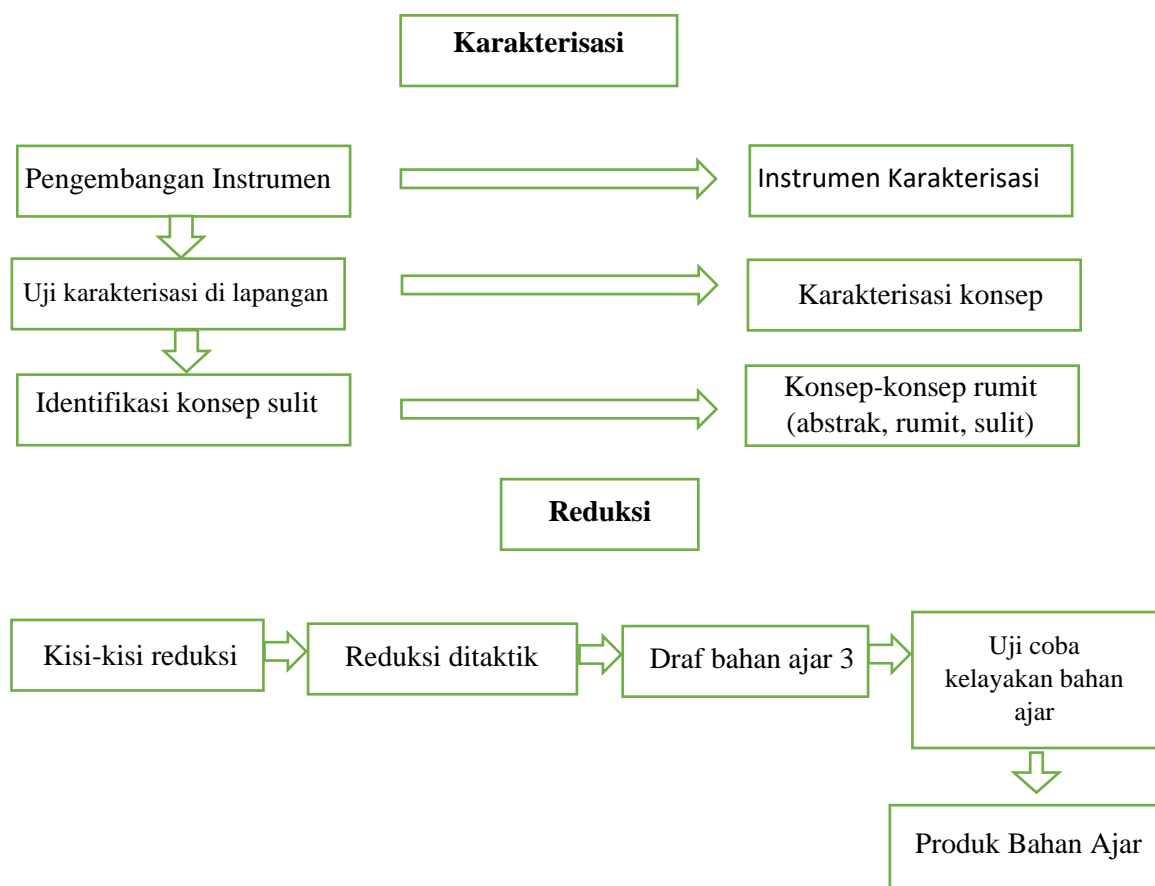 Karakterisasi
Pengembangan Instrumen
Instrumen Karakterisasi
Uji karakterisasi di lapangan
Karakterisasi konsep
Identifikasi konsep sulit
Konsep-konsep rumit
(abstrak, rumit, sulit)
Reduksi
Kisi-kisi reduksi
Reduksi ditaktik
Draf bahan ajar 3
Uji coba
kelayakan bahan
ajar
Produk Bahan Ajar